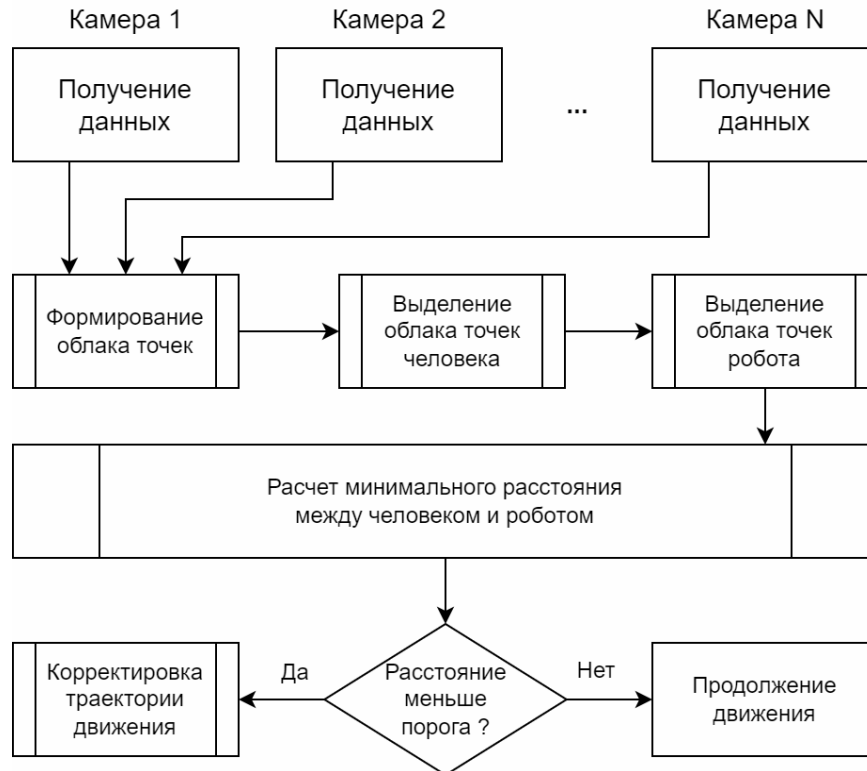 Камера 1
Камера 2
Камера N
Получение
данных
Получение
данных
...
Получение
данных
Формирование
облака точек
Выделение
облака точек
человека
Выделение
облака точек
робота
Расчет минимального расстояния
между человеком и роботом
Корректировка
траектории
движения
Да
Расстояние
меньше
порога ?
Нет
Продолжение
движения